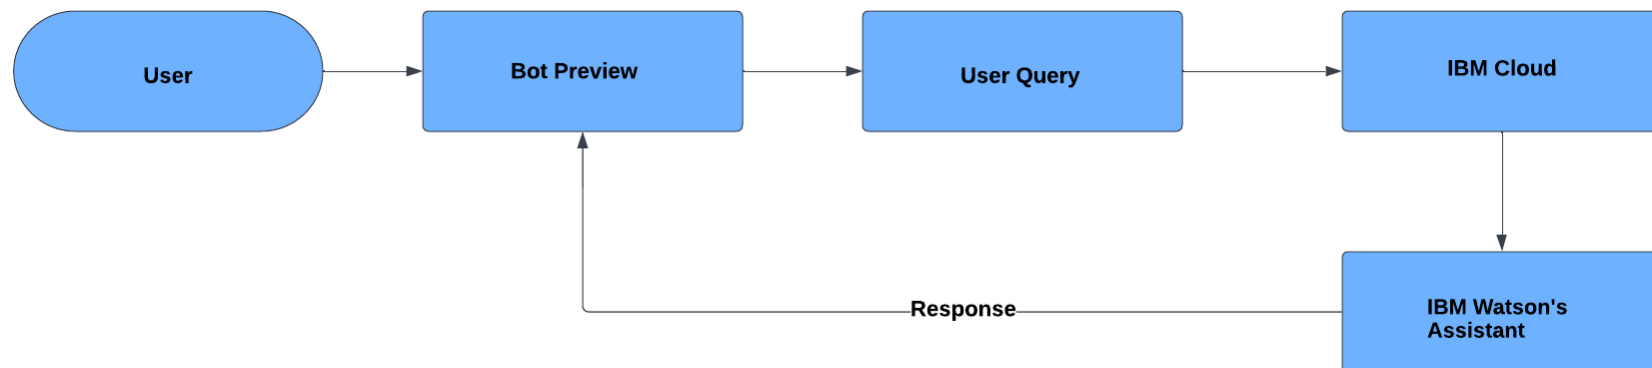 User
Bot Preview
User Query
IBM Cloud
Response
IBM Watson's
Assistant